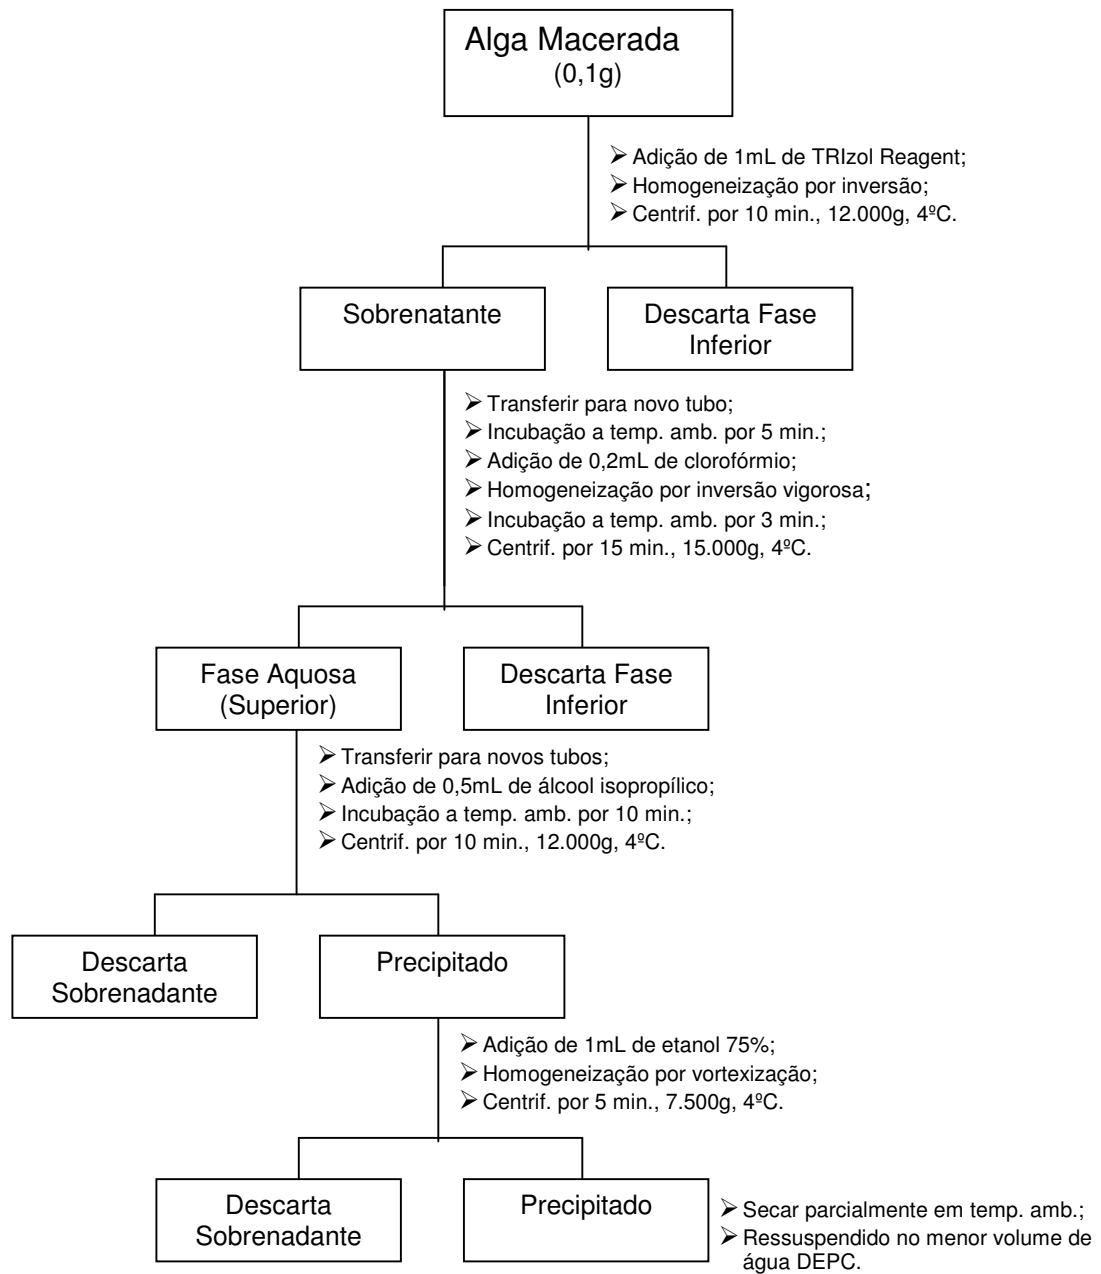 Alga Macerada
(0,1g)
➢ Adição de 1mL de TRIzol Reagent;
➢ Homogeneização por inversão;
➢ Centrif. por 10 min., 12.000g, 4ºC.
Sobrenatante
Descarta Fase
Inferior
➢ Transferir para novo tubo;
➢ Incubação a temp. amb. por 5 min.;
➢ Adição de 0,2mL de clorofórmio;
➢ Homogeneização por inversão vigorosa;
➢ Incubação a temp. amb. por 3 min.;
➢ Centrif. por 15 min., 15.000g, 4ºC.
Fase Aquosa
(Superior)
Descarta Fase
Inferior
➢ Transferir para novos tubos;
➢ Adição de 0,5mL de álcool isopropílico;
➢ Incubação a temp. amb. por 10 min.;
➢ Centrif. por 10 min., 12.000g, 4ºC.
Descarta
Sobrenadante
Precipitado
➢ Adição de 1mL de etanol 75%;
➢ Homogeneização por vortexização;
➢ Centrif. por 5 min., 7.500g, 4ºC.
Descarta
Sobrenadante
Precipitado
➢ Secar parcialmente em temp. amb.;
➢ Ressuspendido no menor volume de
água DEPC.